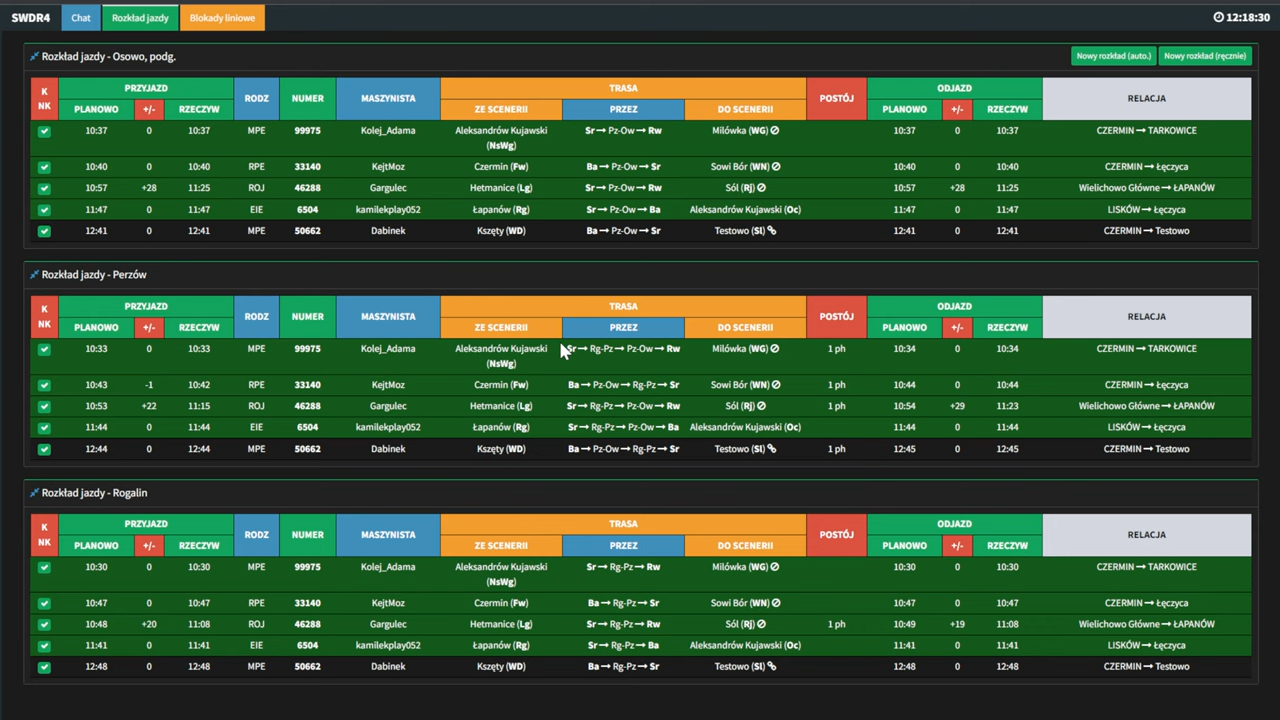 SWDR4 Chat Rozkład jazdy Blokady liniowe 12:18:30
Rozkład jazdy - Osowo, podg. Nowy rozkład (auto.) Nowy rozkład (ręcznie)
K NK PRZYJAZD RODZ NUMER MASZYNISTA TRASA POSTÓJ ODJAZD RELACJA
PLANOWO +/- RZECZYW ZE SCENERII PRZEZ DO SCENERII PLANOWO +/- RZECZYW
10:37 0 10:37 MPE 99975 Kolej_Adama Aleksandrów Kujawski (NsWg) Sr → Pz-Ow → Rw Milówka (WG) 10:37 0 10:37 CZERMIN → TARKOWICE
10:40 0 10:40 RPE 33140 KejtMoz Czermin (Fw) Ba → Pz-Ow → Sr Sowi Bór (WN) 10:40 0 10:40 CZERMIN → Łęczyca
10:57 +28 11:25 ROJ 46288 Gargulec Hetmanice (Lg) Sr → Pz-Ow → Rw Sól (Rj) 10:57 +28 11:25 Wielichowo Główne → ŁAPANÓW
11:47 0 11:47 EIE 6504 kamilekplay052 Łapanów (Rg) Sr → Pz-Ow → Ba Aleksandrów Kujawski (Oc) 11:47 0 11:47 LISKÓW → Łęczyca
12:41 0 12:41 MPE 50662 Dabinek Kszęty (WD) Ba → Pz-Ow → Sr Testowo (Sl) 12:41 0 12:41 CZERMIN → Testowo
Rozkład jazdy - Perzów
K NK PRZYJAZD RODZ NUMER MASZYNISTA TRASA POSTÓJ ODJAZD RELACJA
PLANOWO +/- RZECZYW ZE SCENERII PRZEZ DO SCENERII PLANOWO +/- RZECZYW
10:33 0 10:33 MPE 99975 Kolej_Adama Aleksandrów Kujawski (NsWg) Sr → Rg-Pz → Pz-Ow → Rw Milówka (WG) 1 ph 10:34 0 10:34 CZERMIN → TARKOWICE
10:43 -1 10:42 RPE 33140 KejtMoz Czermin (Fw) Ba → Pz-Ow → Rg-Pz → Sr Sowi Bór (WN) 1 ph 10:44 0 10:44 CZERMIN → Łęczyca
10:53 +22 11:15 ROJ 46288 Gargulec Hetmanice (Lg) Sr → Rg-Pz → Pz-Ow → Rw Sól (Rj) 1 ph 10:54 +29 11:23 Wielichowo Główne → ŁAPANÓW
11:44 0 11:44 EIE 6504 kamilekplay052 Łapanów (Rg) Sr → Rg-Pz → Pz-Ow → Ba Aleksandrów Kujawski (Oc) 11:44 0 11:44 LISKÓW → Łęczyca
12:44 0 12:44 MPE 50662 Dabinek Kszęty (WD) Ba → Pz-Ow → Rg-Pz → Sr Testowo (Sl) 1 ph 12:45 0 12:45 CZERMIN → Testowo
Rozkład jazdy - Rogalin
K NK PRZYJAZD RODZ NUMER MASZYNISTA TRASA POSTÓJ ODJAZD RELACJA
PLANOWO +/- RZECZYW ZE SCENERII PRZEZ DO SCENERII PLANOWO +/- RZECZYW
10:30 0 10:30 MPE 99975 Kolej_Adama Aleksandrów Kujawski (NsWg) Sr → Rg-Pz → Rw Milówka (WG) 10:30 0 10:30 CZERMIN → TARKOWICE
10:47 0 10:47 RPE 33140 KejtMoz Czermin (Fw) Ba → Rg-Pz → Sr Sowi Bór (WN) 10:47 0 10:47 CZERMIN → Łęczyca
10:48 +20 11:08 ROJ 46288 Gargulec Hetmanice (Lg) Sr → Rg-Pz → Rw Sól (Rj) 1 ph 10:49 +19 11:08 Wielichowo Główne → ŁAPANÓW
11:41 0 11:41 EIE 6504 kamilekplay052 Łapanów (Rg) Sr → Rg-Pz → Ba Aleksandrów Kujawski (Oc) 11:41 0 11:41 LISKÓW → Łęczyca
12:48 0 12:48 MPE 50662 Dabinek Kszęty (WD) Ba → Rg-Pz → Sr Testowo (Sl) 12:48 0 12:48 CZERMIN → Testowo